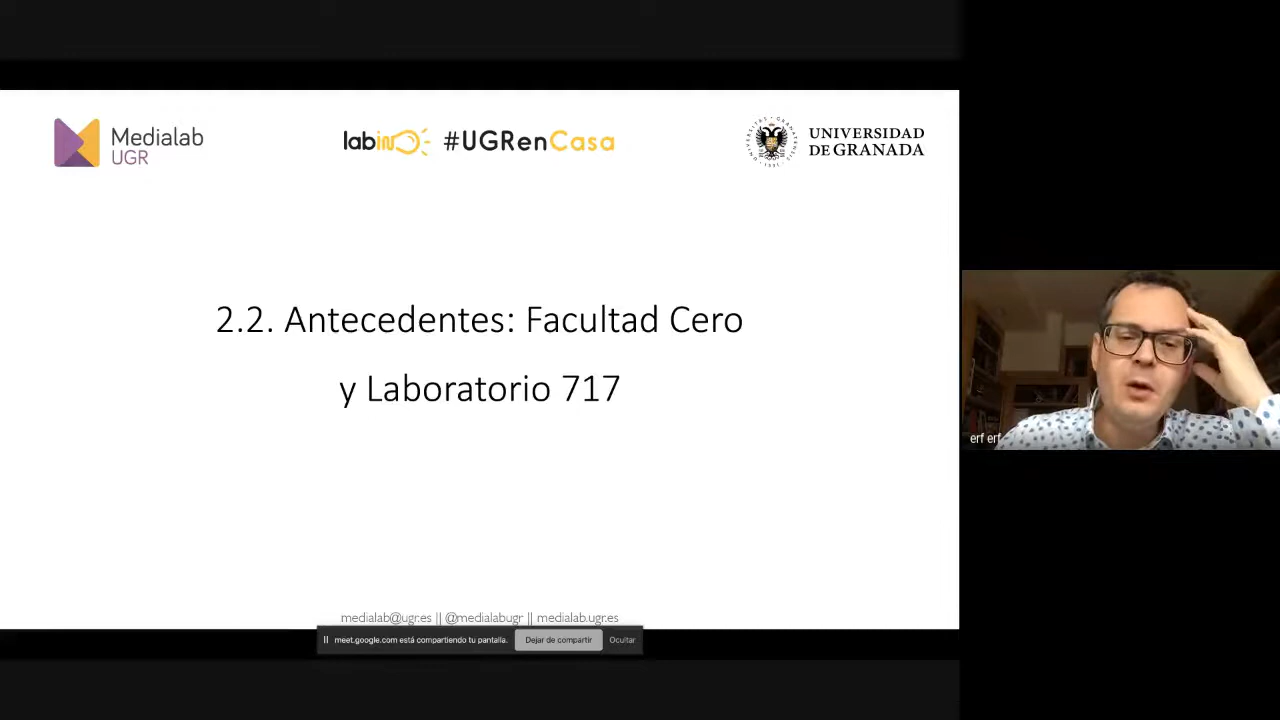 Medialab
UGR
labin #UGRenCasa
UNIVERSIDAD
DE GRANADA
2.2. Antecedentes: Facultad Cero
y Laboratorio 717
erf erf
medialab@ugr.es || @medialabugr || medialab.ugr.es
meet.google.com está compartiendo tu pantalla. Dejar de compartir Ocultar